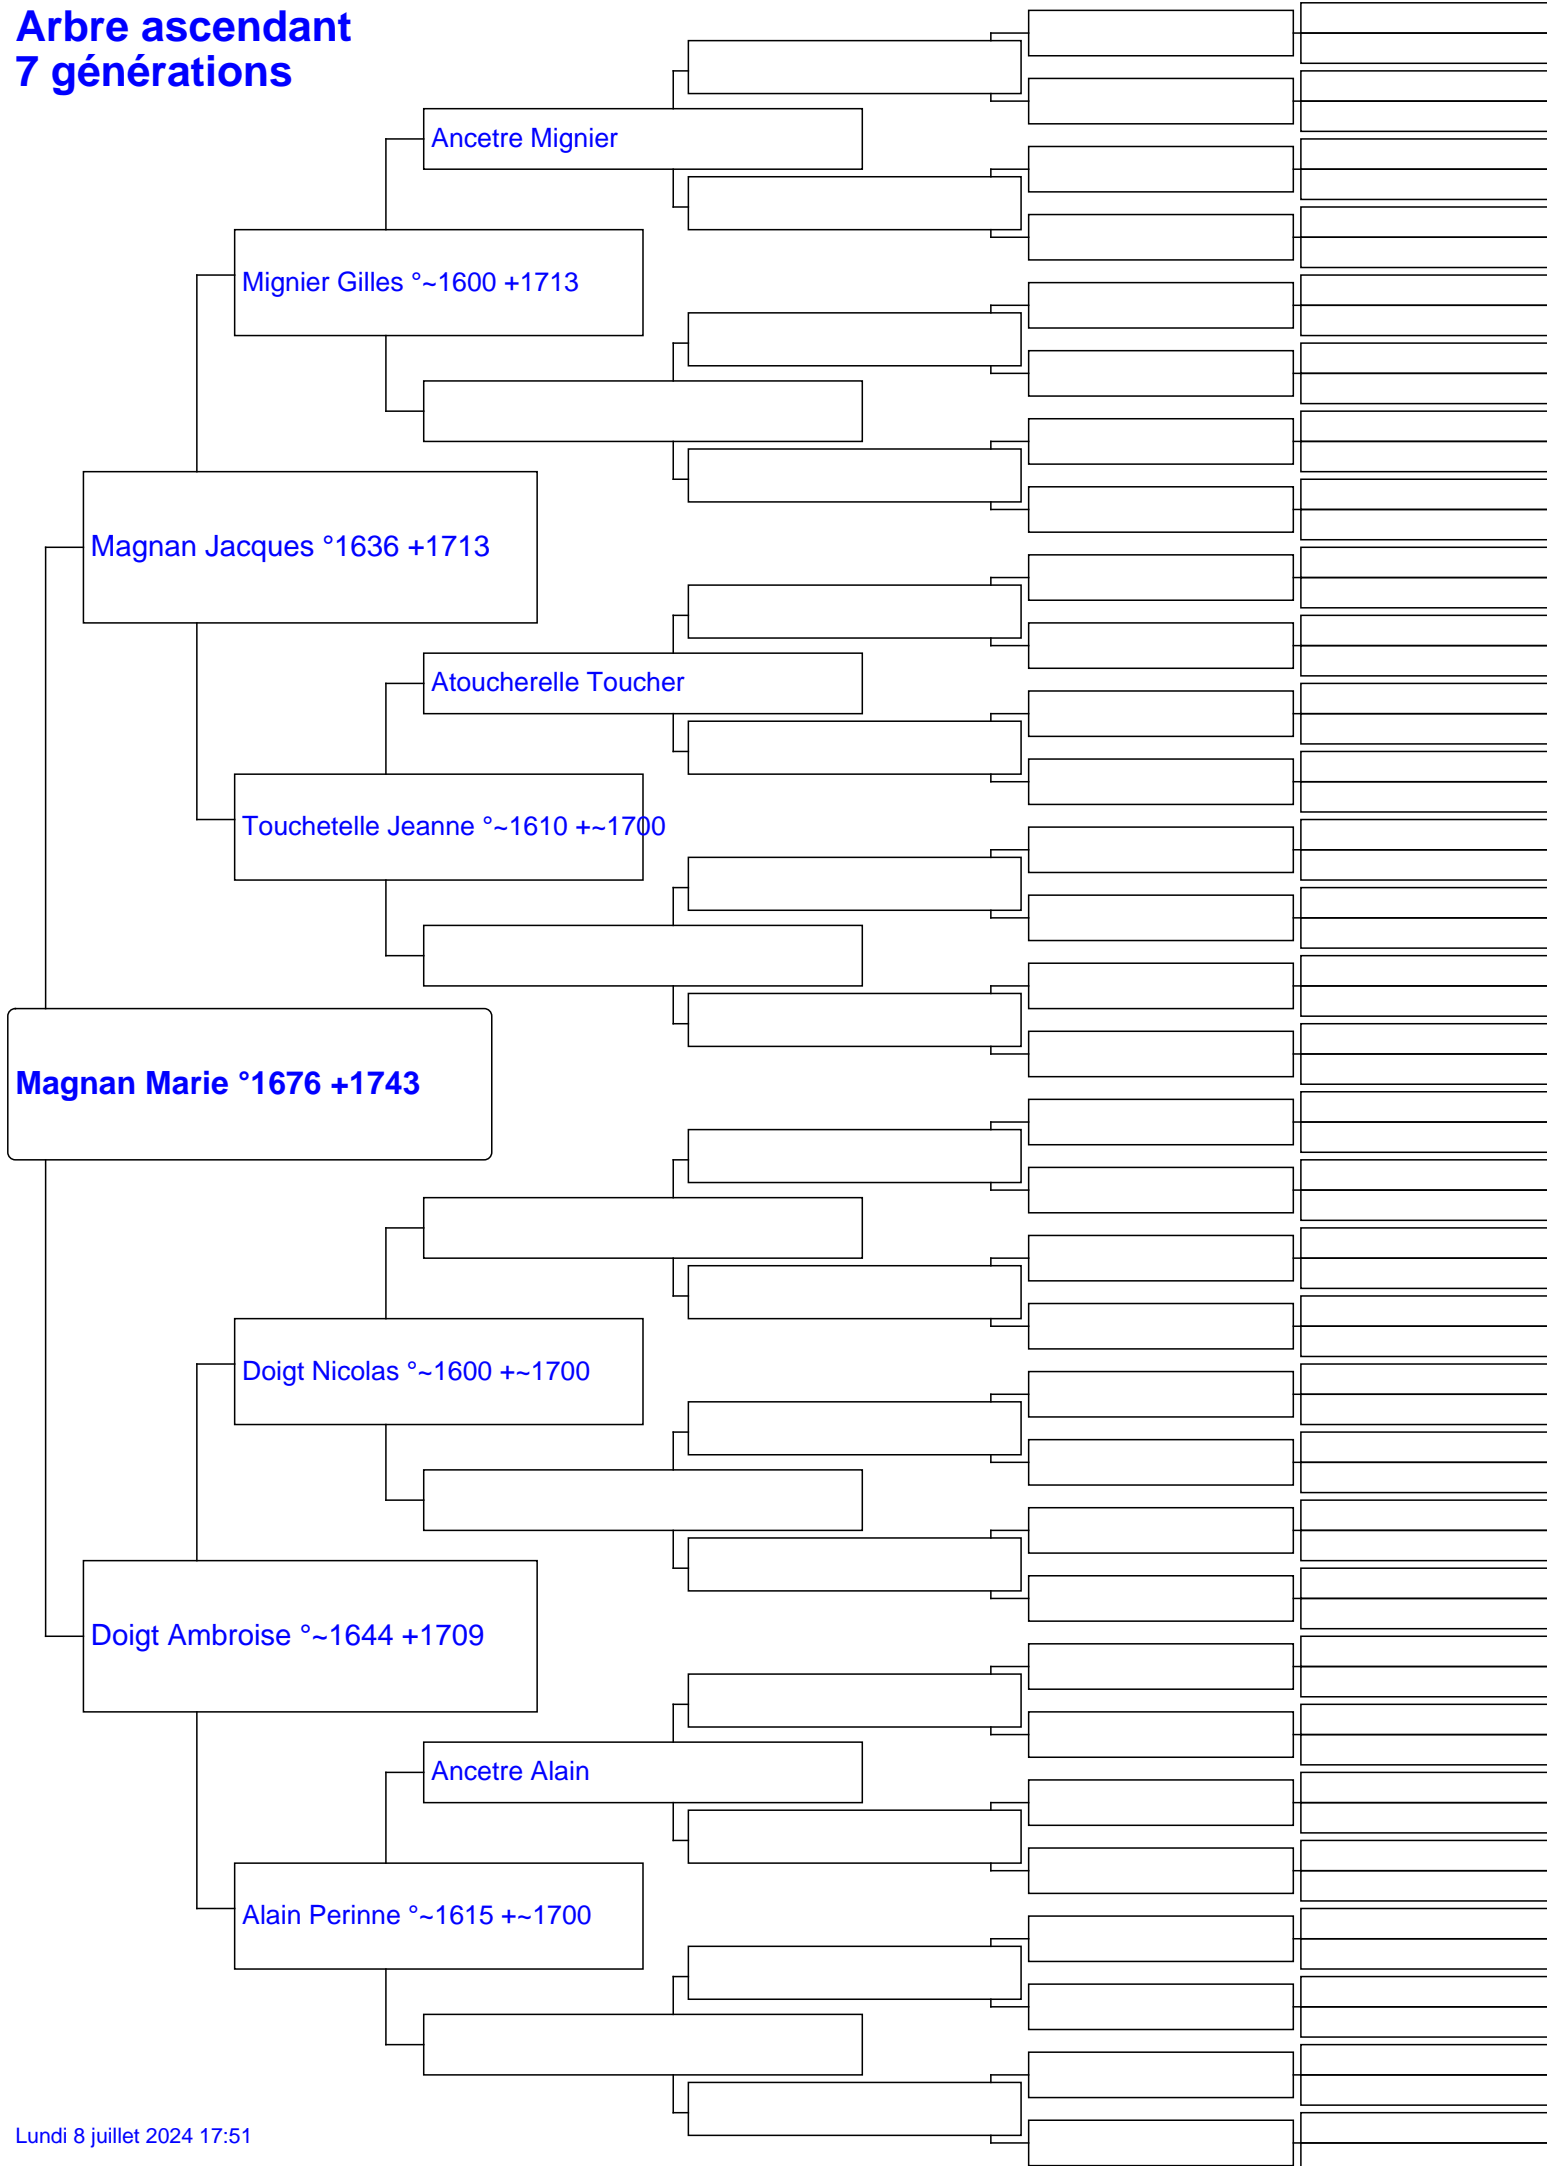 Arbre ascendant
7 générations
Ancetre Mignier
Mignier Gilles °~1600 +1713
Magnan Jacques °1636 +1713
Atoucherelle Toucher
Touchetelle Jeanne °~1610 +~1700
Magnan Marie °1676 +1743
Doigt Nicolas °~1600 +~1700
Doigt Ambroise °~1644 +1709
Ancetre Alain
Alain Perinne °~1615 +~1700
Lundi 8 juillet 2024 17:51